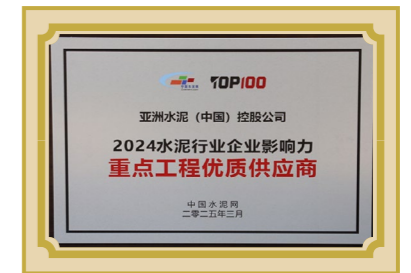 TOP100
亚洲水泥（中国）控股公司
2024水泥行业企业影响力
重点工程优质供应商
中国水泥网
二零二五年三月